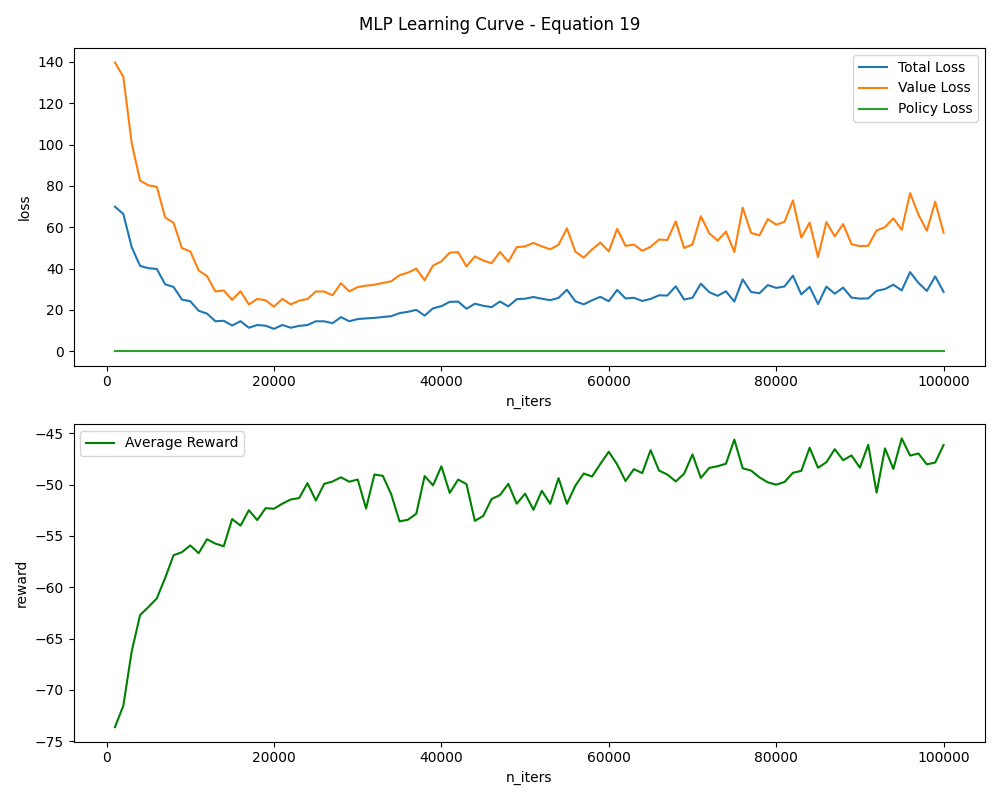 MLP Learning Curve - Equation 19
140
120
100
80
60
40
20
0
loss
Total Loss
Value Loss
Policy Loss
0 20000 40000 60000 80000 100000
n_iters
−45
−50
−55
−60
−65
−70
−75
reward
Average Reward
0 20000 40000 60000 80000 100000
n_iters